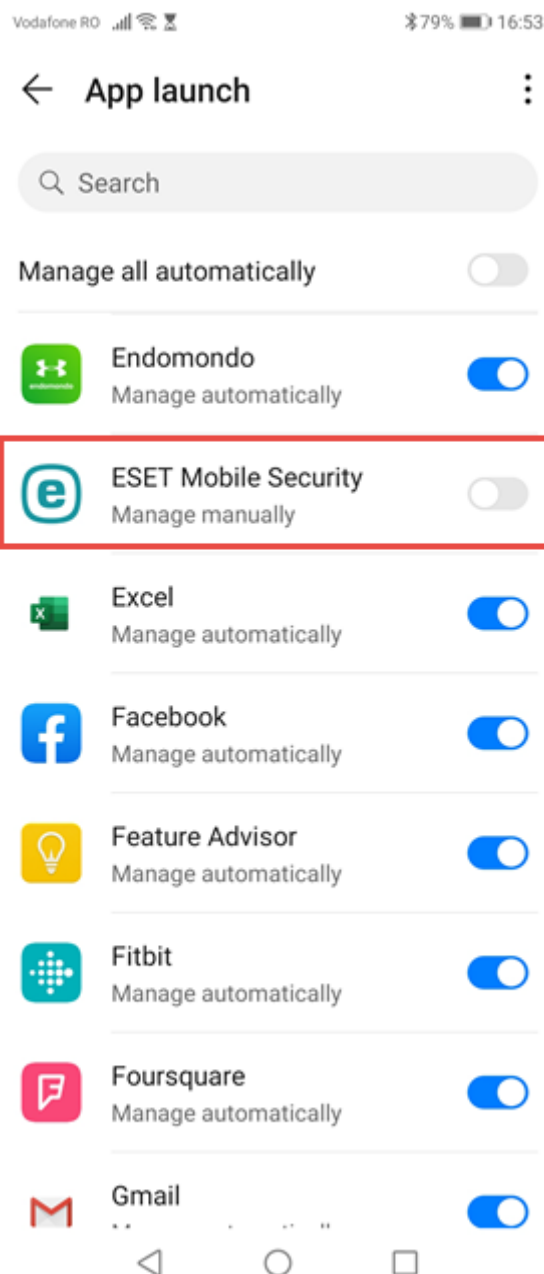 Vodafone RO 79% 16:53
App launch
Search
Manage all automatically
Endomondo
Manage automatically
ESET Mobile Security
Manage manually
Excel
Manage automatically
Facebook
Manage automatically
Feature Advisor
Manage automatically
Fitbit
Manage automatically
Foursquare
Manage automatically
Gmail